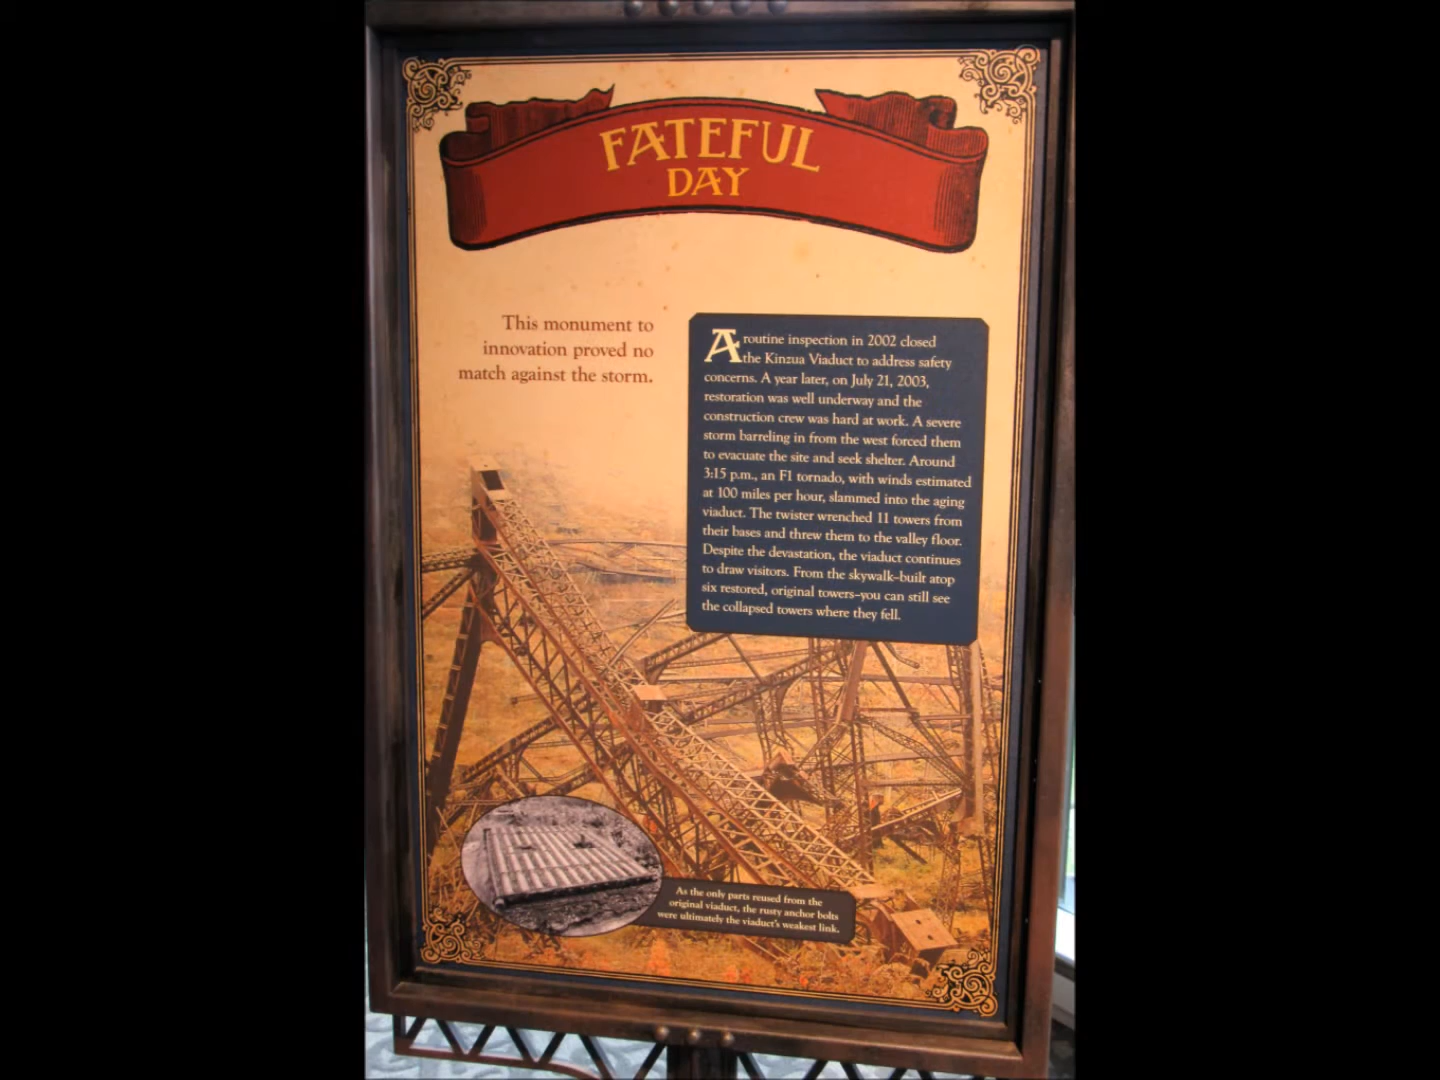 FATEFUL
DAY
This monument to
innovation proved no
match against the storm.
A routine inspection in 2002 closed
the Kinzua Viaduct to address safety
concerns. A year later, on July 21, 2003,
restoration was well underway and the
construction crew was hard at work. A severe
storm barreling in from the west forced them
to evacuate the site and seek shelter. Around
3:15 p.m., an F1 tornado, with winds estimated
at 100 miles per hour, slammed into the aging
viaduct. The twister wrenched 11 towers from
their bases and threw them to the valley floor.
Despite the devastation, the viaduct continues
to draw visitors. From the skywalk–built atop
six restored, original towers–you can still see
the collapsed towers where they fell.
As the only parts reused from the
original viaduct, the rusty anchor bolts
were ultimately the viaduct's weakest link.